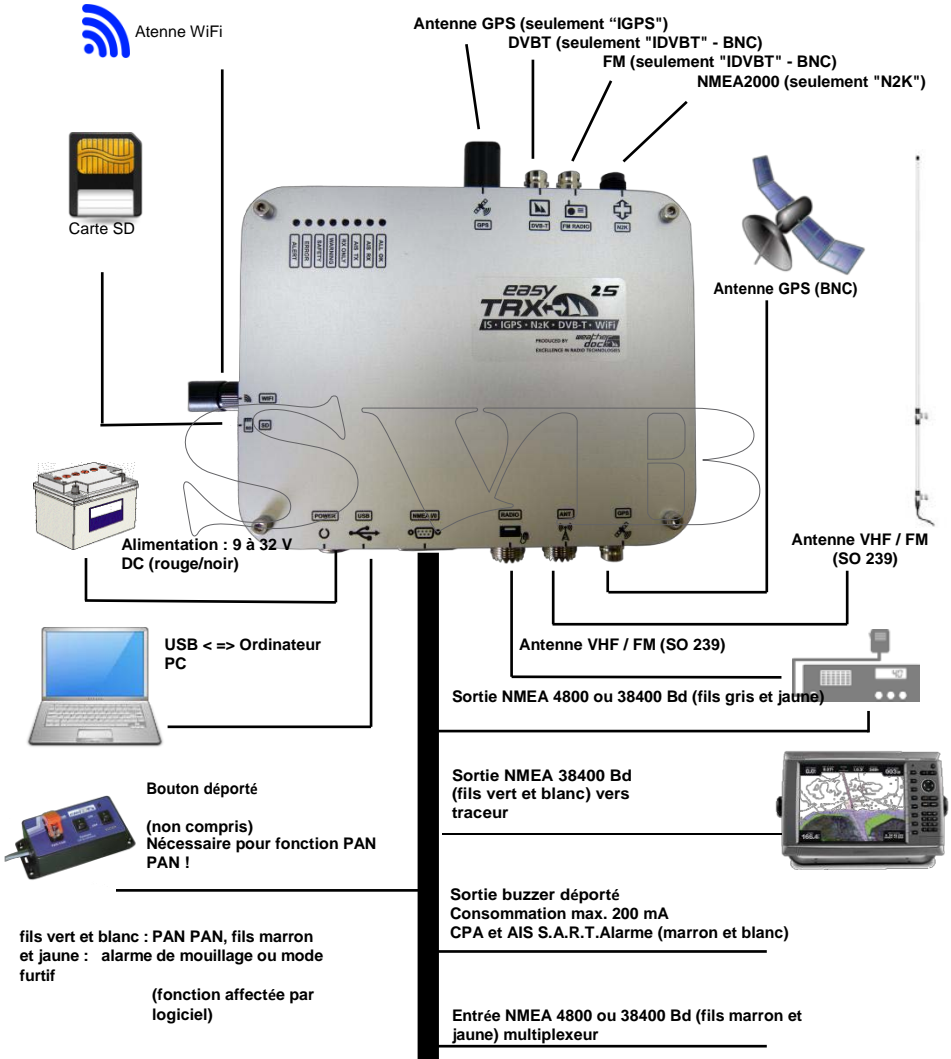 Atenne WiFi
Antenne GPS (seulement “IGPS")
DVBT (seulement "IDVBT" - BNC)
FM (seulement "IDVBT" - BNC)
NMEA2000 (seulement "N2K")
Carte SD
GPS
DVB-T
FM RADIO
N2K
ALERT
ERROR
SAFETY
WARNING
RX ONLY
AIS TX
AIS RX
ALL OK
Antenne GPS (BNC)
easy 2S
TRX
IS · IGPS · N2K · DVB-T · WiFi
PRODUCED BY weather dock
EXCELLENCE IN RADIO TECHNOLOGIES
WIFI
SD
SVB
POWER
USB
NMEA I/O
RADIO
ANT
GPS
Alimentation : 9 à 32 V
DC (rouge/noir)
Antenne VHF / FM
(SO 239)
USB < => Ordinateur
PC
Antenne VHF / FM (SO 239)
Sortie NMEA 4800 ou 38400 Bd (fils gris et jaune)
Bouton déporté
(non compris)
Nécessaire pour fonction PAN
PAN !
Sortie NMEA 38400 Bd
(fils vert et blanc) vers
traceur
Sortie buzzer déporté
Consommation max. 200 mA
CPA et AIS S.A.R.T.Alarme (marron et blanc)
fils vert et blanc : PAN PAN, fils marron
et jaune : alarme de mouillage ou mode
furtif
(fonction affectée par
logiciel)
Entrée NMEA 4800 ou 38400 Bd (fils marron et
jaune) multiplexeur